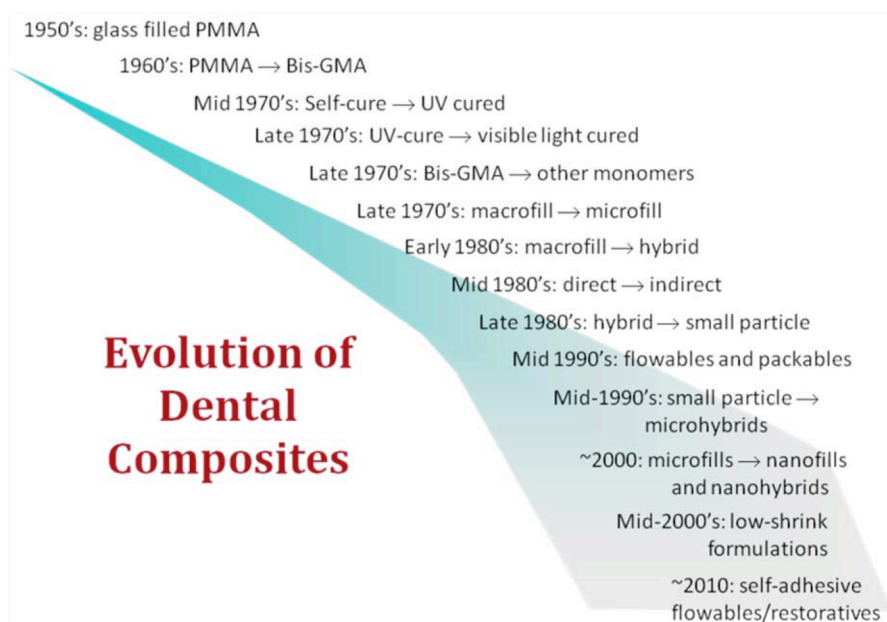 1950's: glass filled PMMA
1960's: PMMA → Bis-GMA
Mid 1970's: Self-cure → UV cured
Late 1970's: UV-cure → visible light cured
Late 1970's: Bis-GMA → other monomers
Late 1970's: macrofill → microfill
Early 1980's: macrofill → hybrid
Mid 1980's: direct → indirect
Late 1980's: hybrid → small particle
Mid 1990's: flowables and packables
Mid-1990's: small particle →
microhybrids
~2000: microfills → nanofills
and nanohybrids
Mid-2000's: low-shrink
formulations
~2010: self-adhesive
flowables/restoratives
Evolution of
Dental
Composites